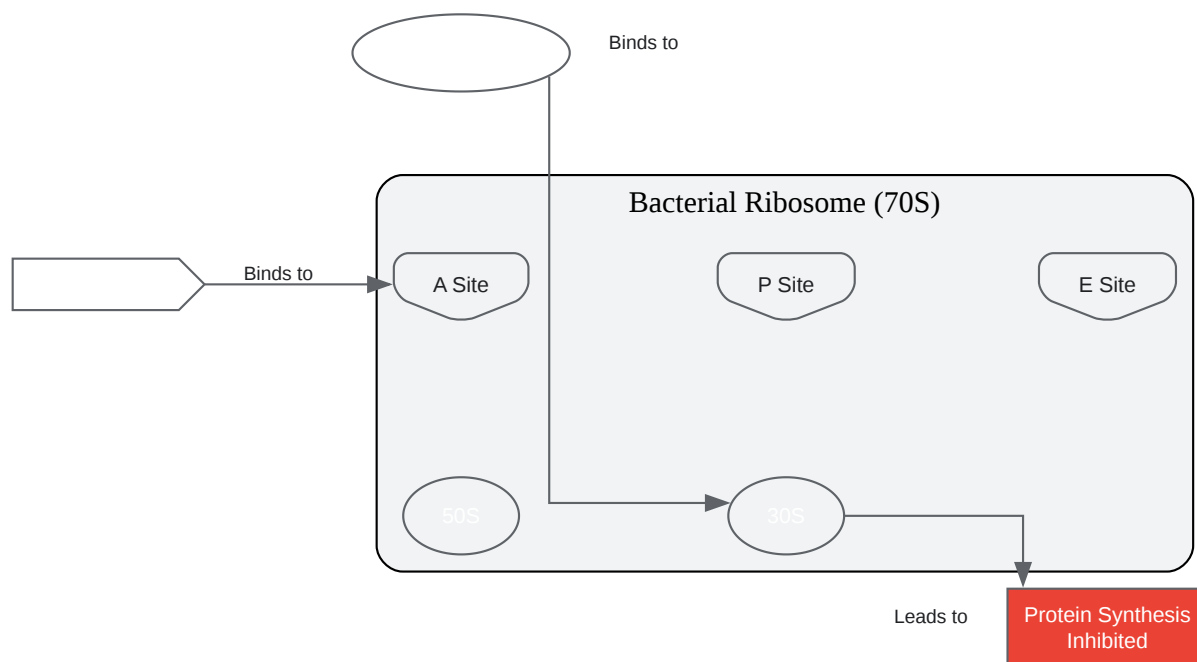 Binds to
Bacterial Ribosome (70S)
Binds to
A Site
P Site
E Site
50S
30S
Leads to
Protein Synthesis
Inhibited